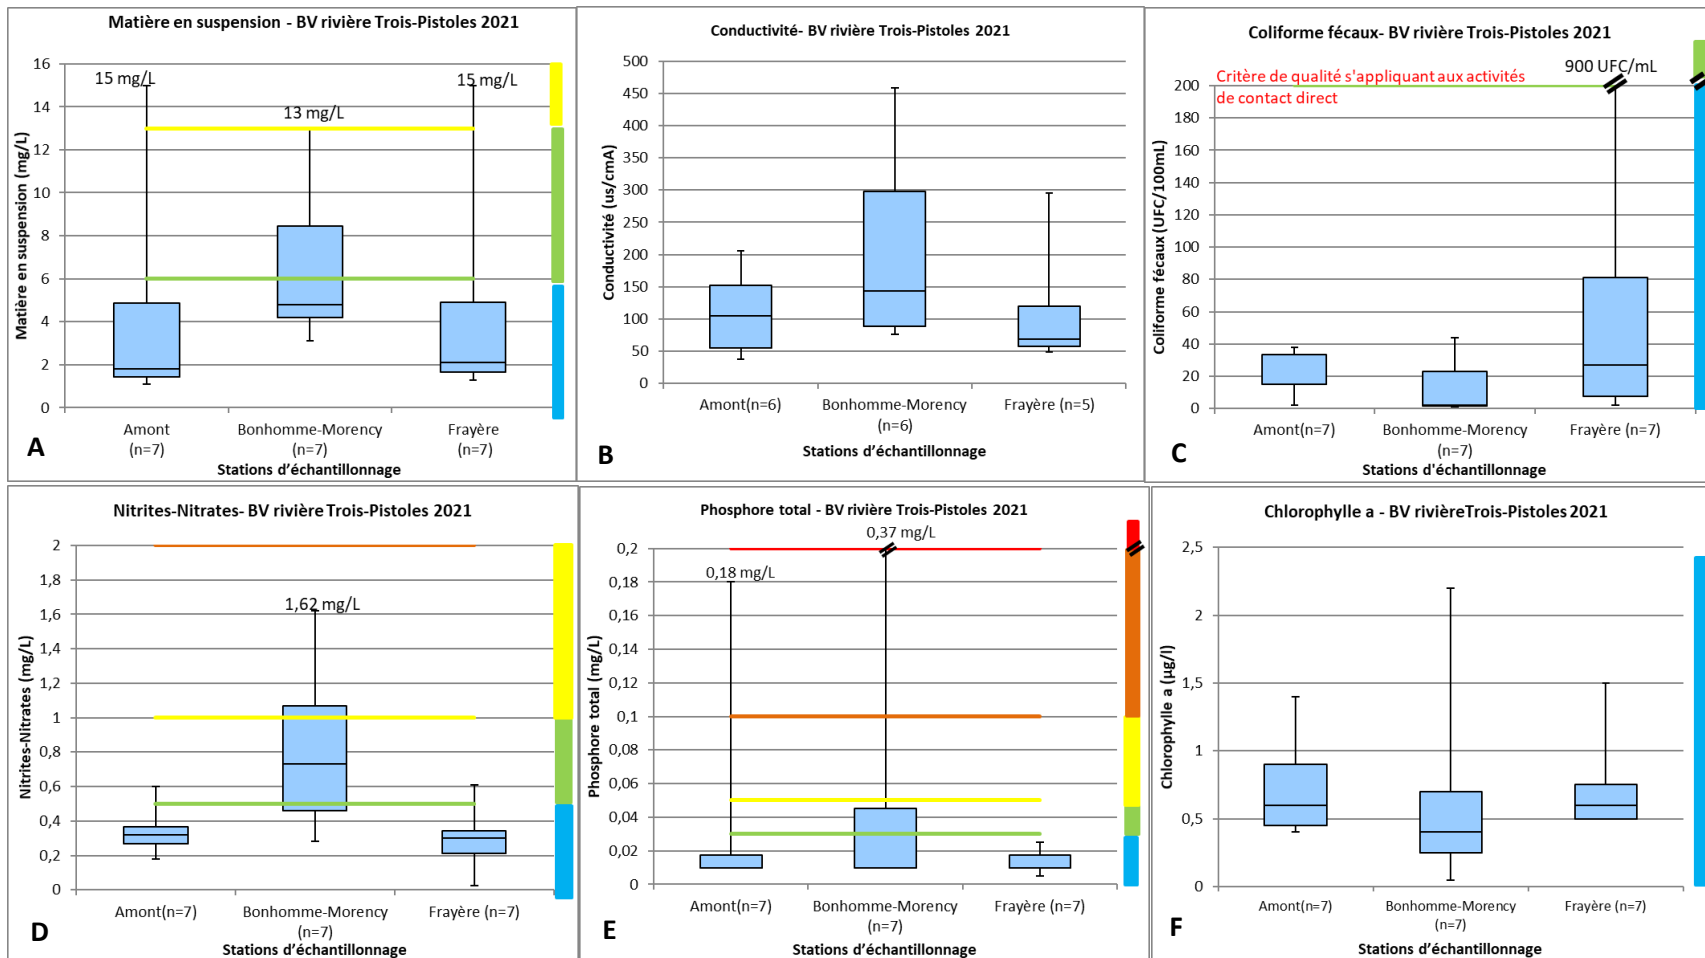 Matière en suspension - BV rivière Trois-Pistoles 2021
Matière en suspension (mg/L)
16
14
12
10
8
6
4
2
0
15 mg/L
13 mg/L
15 mg/L
Amont
(n=7)
Bonhomme-Morency
(n=7)
Frayère
(n=7)
Stations d'échantillonnage
A
Conductivité- BV rivière Trois-Pistoles 2021
Conductivité (us/cmA)
500
450
400
350
300
250
200
150
100
50
0
Amont(n=6)
Bonhomme-Morency
(n=6)
Frayère (n=5)
Stations d'échantillonnage
B
Coliforme fécaux- BV rivière Trois-Pistoles 2021
Coliforme fécaux (UFC/100mL)
200
180
160
140
120
100
80
60
40
20
0
900 UFC/mL
Critère de qualité s'appliquant aux activités
de contact direct
Amont(n=7)
Bonhomme-Morency
(n=7)
Frayère (n=7)
Stations d'échantillonnage
C
Nitrites-Nitrates- BV rivière Trois-Pistoles 2021
Nitrites-Nitrates (mg/L)
2
1,8
1,6
1,4
1,2
1
0,8
0,6
0,4
0,2
0
1,62 mg/L
Amont(n=7)
Bonhomme-Morency
(n=7)
Frayère (n=7)
Stations d'échantillonnage
D
Phosphore total - BV rivière Trois-Pistoles 2021
Phosphore total (mg/L)
0,2
0,18
0,16
0,14
0,12
0,1
0,08
0,06
0,04
0,02
0
0,37 mg/L
0,18 mg/L
Amont(n=7)
Bonhomme-Morency
(n=7)
Frayère (n=7)
Stations d'échantillonnage
E
Chlorophylle a - BV rivièreTrois-Pistoles 2021
Chlorophylle a (µg/l)
2,5
2
1,5
1
0,5
0
Amont(n=7)
Bonhomme-Morency
(n=7)
Frayère (n=7)
Stations d'échantillonnage
F